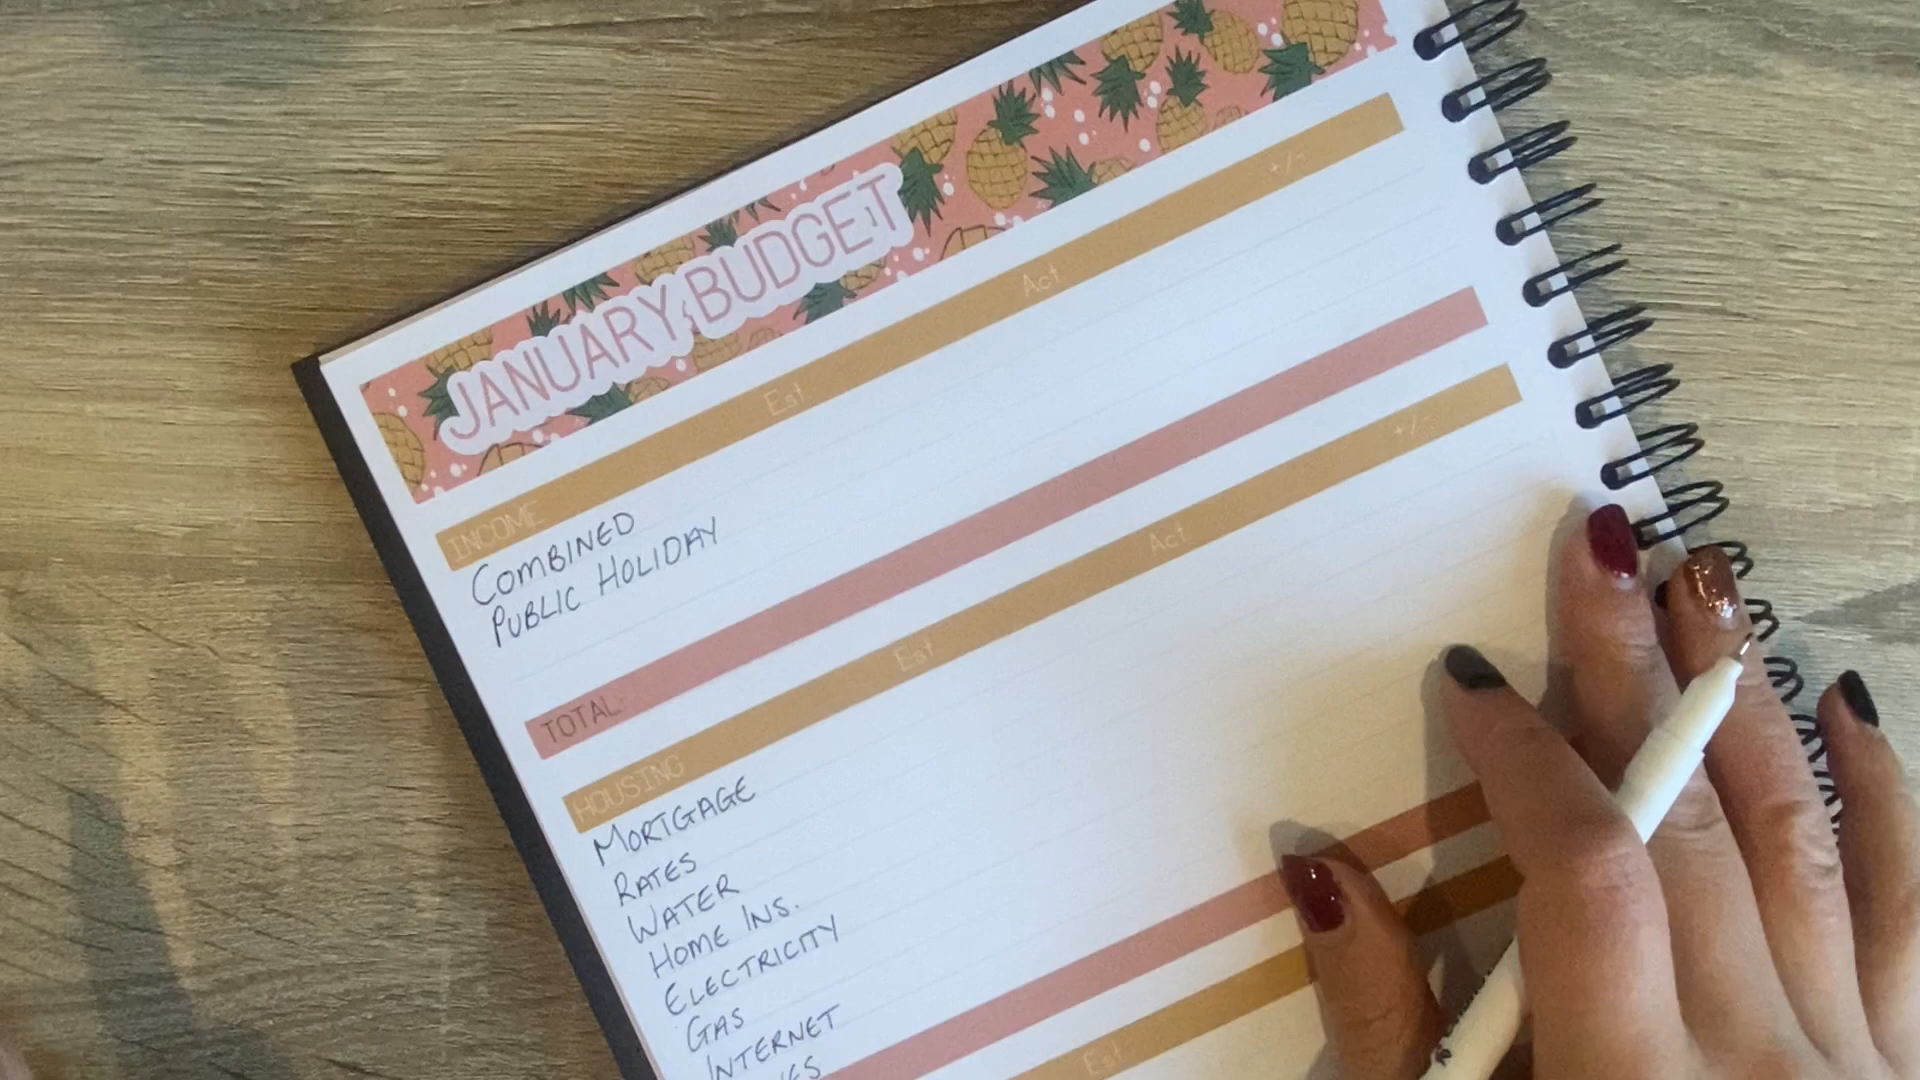 JANUARY BUDGET
INCOME Est. Act. +/-
COMBINED
PUBLIC HOLIDAY
TOTAL:
HOUSING Est. Act. +/-
MORTGAGE
RATES
WATER
HOME INS.
ELECTRICITY
GAS
INTERNET
Est.